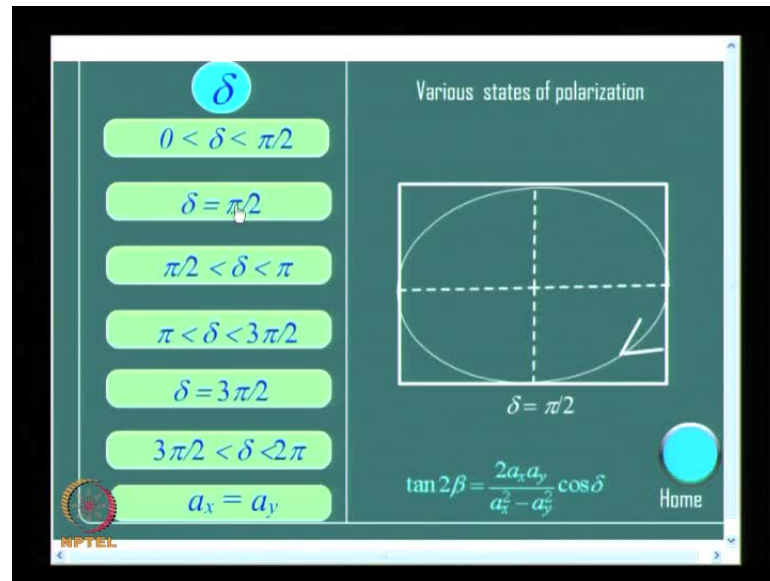 δ
0 < δ < π/2
δ = π/2
π/2 < δ < π
π < δ < 3π/2
δ = 3π/2
3π/2 < δ <2π
aₓ = a_y
Various states of polarization
δ = π/2
tan 2β = 2aₓa_y / (aₓ² − a_y²) cos δ
Home
NPTEL